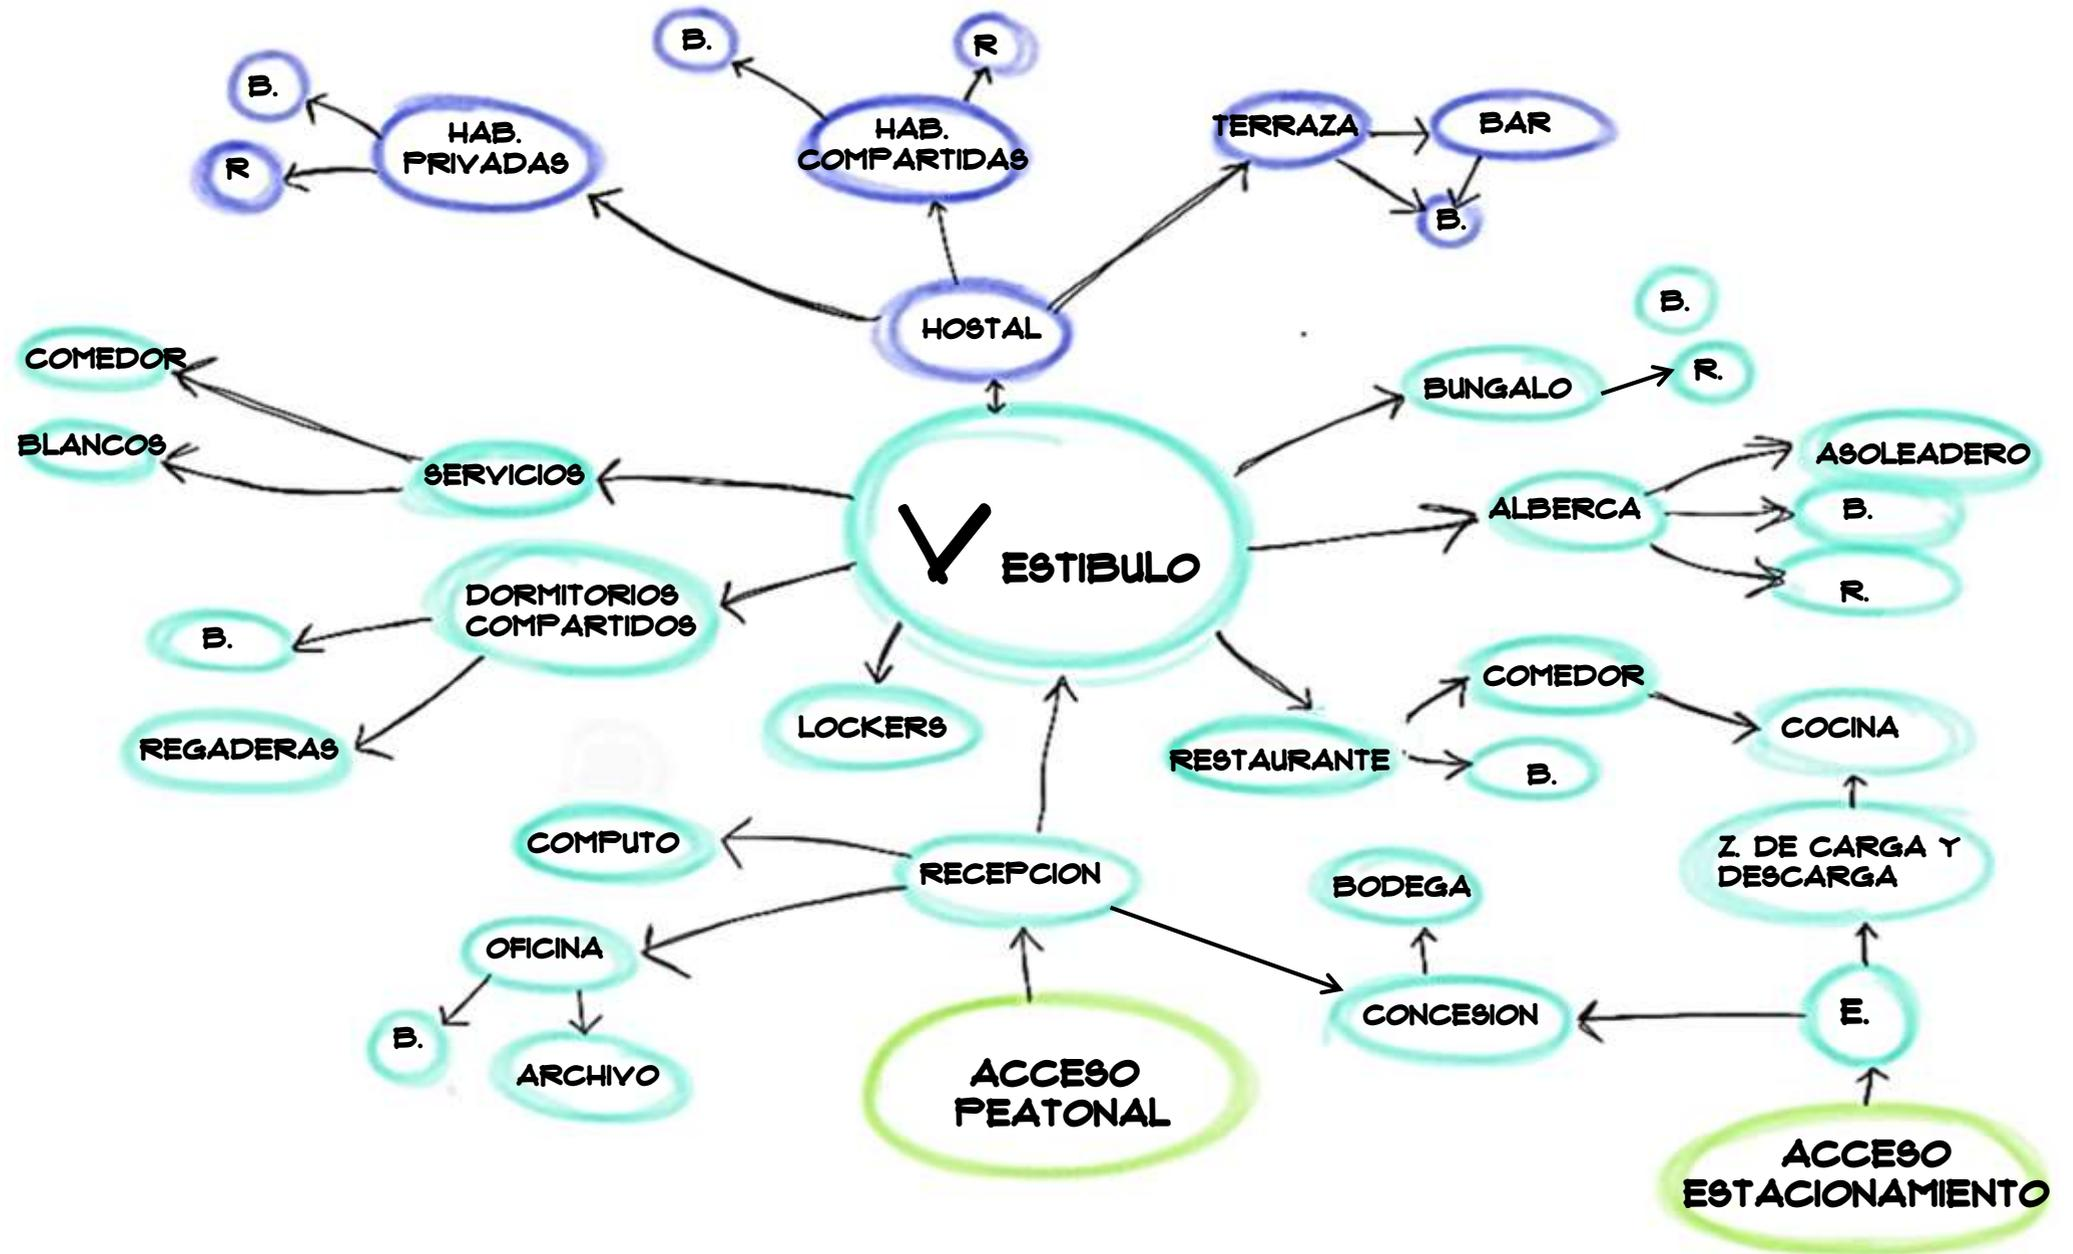 B.
R
B.
R
HAB.
PRIVADAS
HAB.
COMPARTIDAS
TERRAZA
BAR
B.
HOSTAL
B.
R.
BUNGALO
COMEDOR
BLANCOS
SERVICIOS
ASOLEADERO
ALBERCA
B.
R.
VESTIBULO
DORMITORIOS
COMPARTIDOS
B.
REGADERAS
LOCKERS
COMEDOR
COCINA
RESTAURANTE
B.
COMPUTO
RECEPCION
BODEGA
Z. DE CARGA Y
DESCARGA
OFICINA
B.
ARCHIVO
CONCESION
E.
ACCESO
PEATONAL
ACCESO
ESTACIONAMIENTO